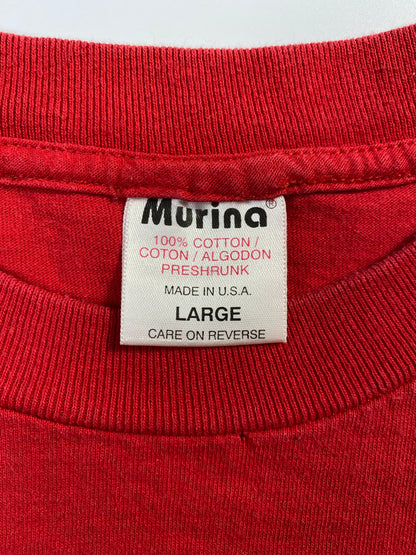 Murina®
100% COTTON /
COTON / ALGODON
PRESHRUNK
MADE IN U.S.A.
LARGE
CARE ON REVERSE